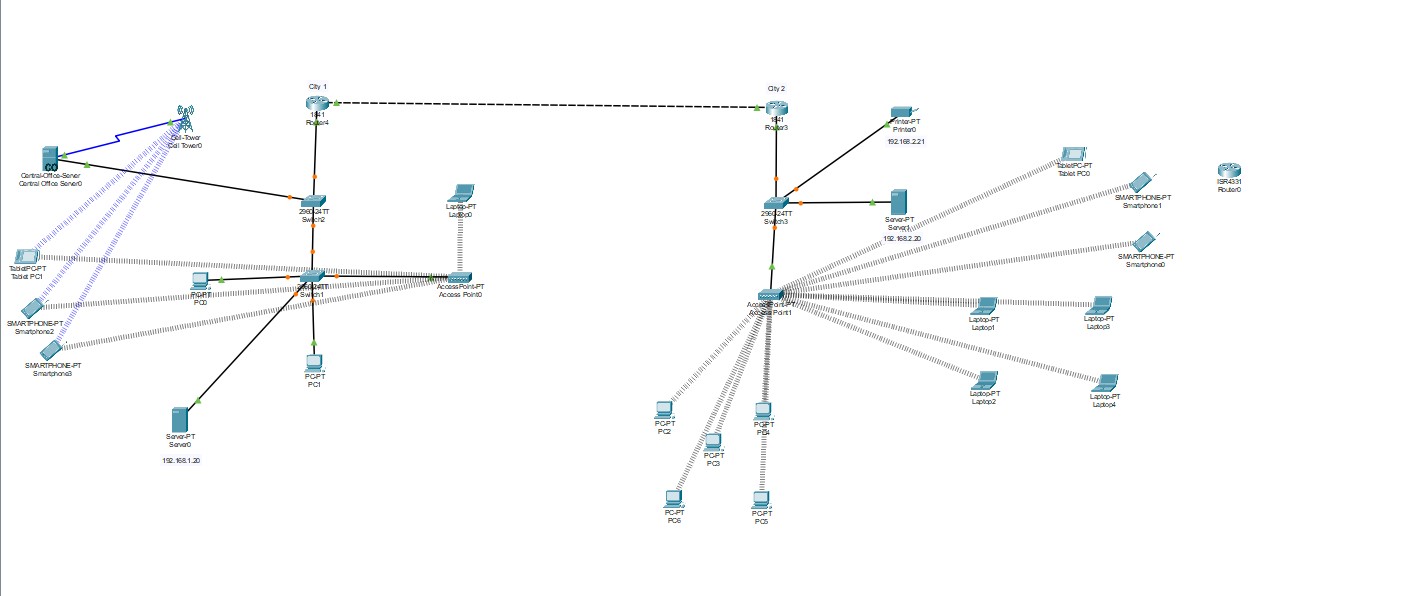 City 1
1841
Router4
City 2
1841
Router3
Printer-PT
Printer0
192.168.2.21
Cell-Tower
Cell Tower0
CO
Central-Office-Server
Central Office Server0
TabletPC-PT
Tablet PC0
ISR4331
Router0
SMARTPHONE-PT
Smartphone1
2960-24TT
Switch2
Laptop-PT
Laptop0
2960-24TT
Switch3
Server-PT
Server1
192.168.2.20
SMARTPHONE-PT
Smartphone0
TabletPC-PT
Tablet PC1
PC-PT
PC0
2960-24TT
Switch1
AccessPoint-PT
Access Point0
AccessPoint-PT
Access Point1
SMARTPHONE-PT
Smartphone2
Laptop-PT
Laptop1
Laptop-PT
Laptop3
SMARTPHONE-PT
Smartphone3
PC-PT
PC1
Laptop-PT
Laptop2
Laptop-PT
Laptop4
PC-PT
PC2
PC-PT
PC4
Server-PT
Server0
192.168.1.20
PC-PT
PC3
PC-PT
PC6
PC-PT
PC5